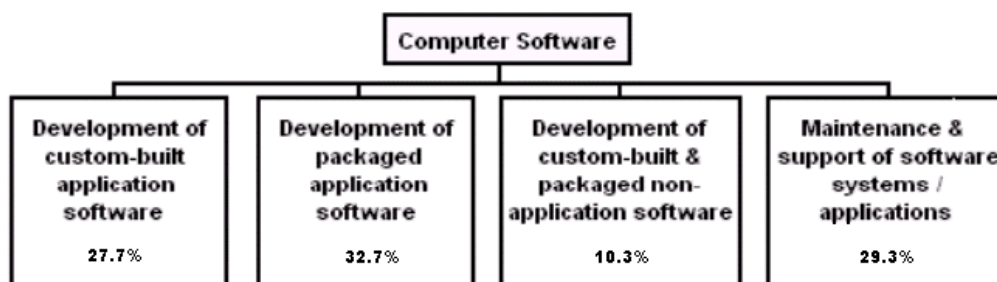 Computer Software
Development of
custom-built
application
software
27.7%
Development of
packaged
application
software
32.7%
Development of
custom-built &
packaged non-
application software
10.3%
Maintenance &
support of software
systems /
applications
29.3%